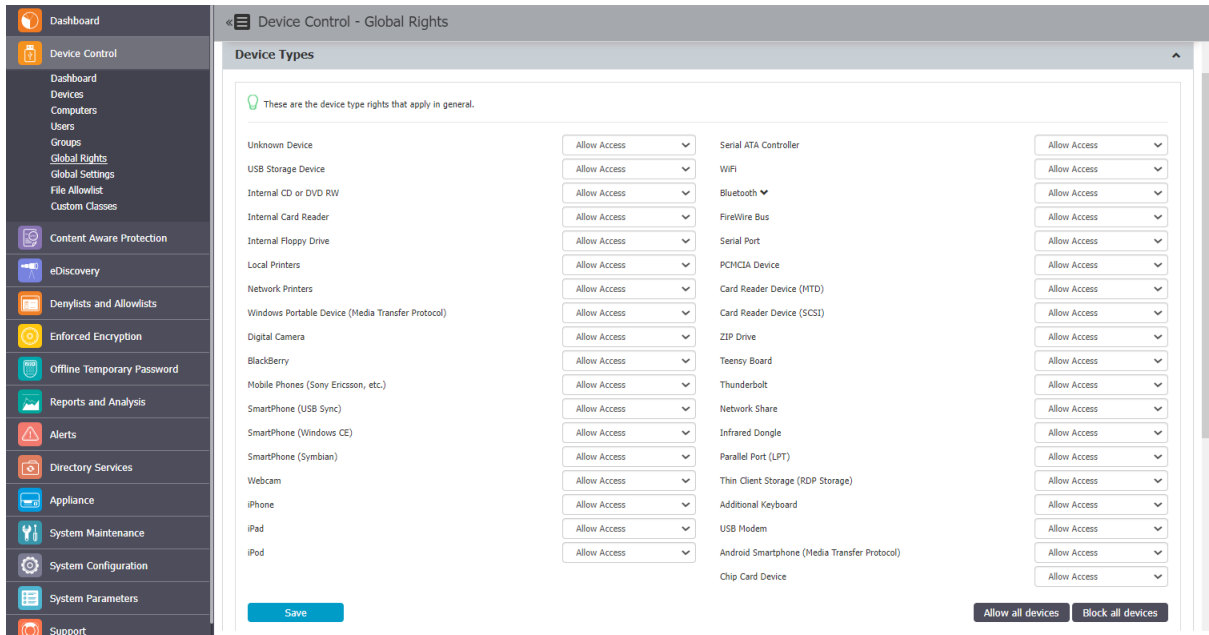 Dashboard
Device Control
Dashboard
Devices
Computers
Users
Groups
Global Rights
Global Settings
File Allowlist
Custom Classes
Content Aware Protection
eDiscovery
Denylists and Allowlists
Enforced Encryption
Offline Temporary Password
Reports and Analysis
Alerts
Directory Services
Appliance
System Maintenance
System Configuration
System Parameters
Support
Device Control - Global Rights
Device Types
These are the device type rights that apply in general.
Unknown Device Allow Access
USB Storage Device Allow Access
Internal CD or DVD RW Allow Access
Internal Card Reader Allow Access
Internal Floppy Drive Allow Access
Local Printers Allow Access
Network Printers Allow Access
Windows Portable Device (Media Transfer Protocol) Allow Access
Digital Camera Allow Access
BlackBerry Allow Access
Mobile Phones (Sony Ericsson, etc.) Allow Access
SmartPhone (USB Sync) Allow Access
SmartPhone (Windows CE) Allow Access
SmartPhone (Symbian) Allow Access
Webcam Allow Access
iPhone Allow Access
iPad Allow Access
iPod Allow Access
Serial ATA Controller Allow Access
WiFi Allow Access
Bluetooth Allow Access
FireWire Bus Allow Access
Serial Port Allow Access
PCMCIA Device Allow Access
Card Reader Device (MTD) Allow Access
Card Reader Device (SCSI) Allow Access
ZIP Drive Allow Access
Teensy Board Allow Access
Thunderbolt Allow Access
Network Share Allow Access
Infrared Dongle Allow Access
Parallel Port (LPT) Allow Access
Thin Client Storage (RDP Storage) Allow Access
Additional Keyboard Allow Access
USB Modem Allow Access
Android Smartphone (Media Transfer Protocol) Allow Access
Chip Card Device Allow Access
Save
Allow all devices
Block all devices